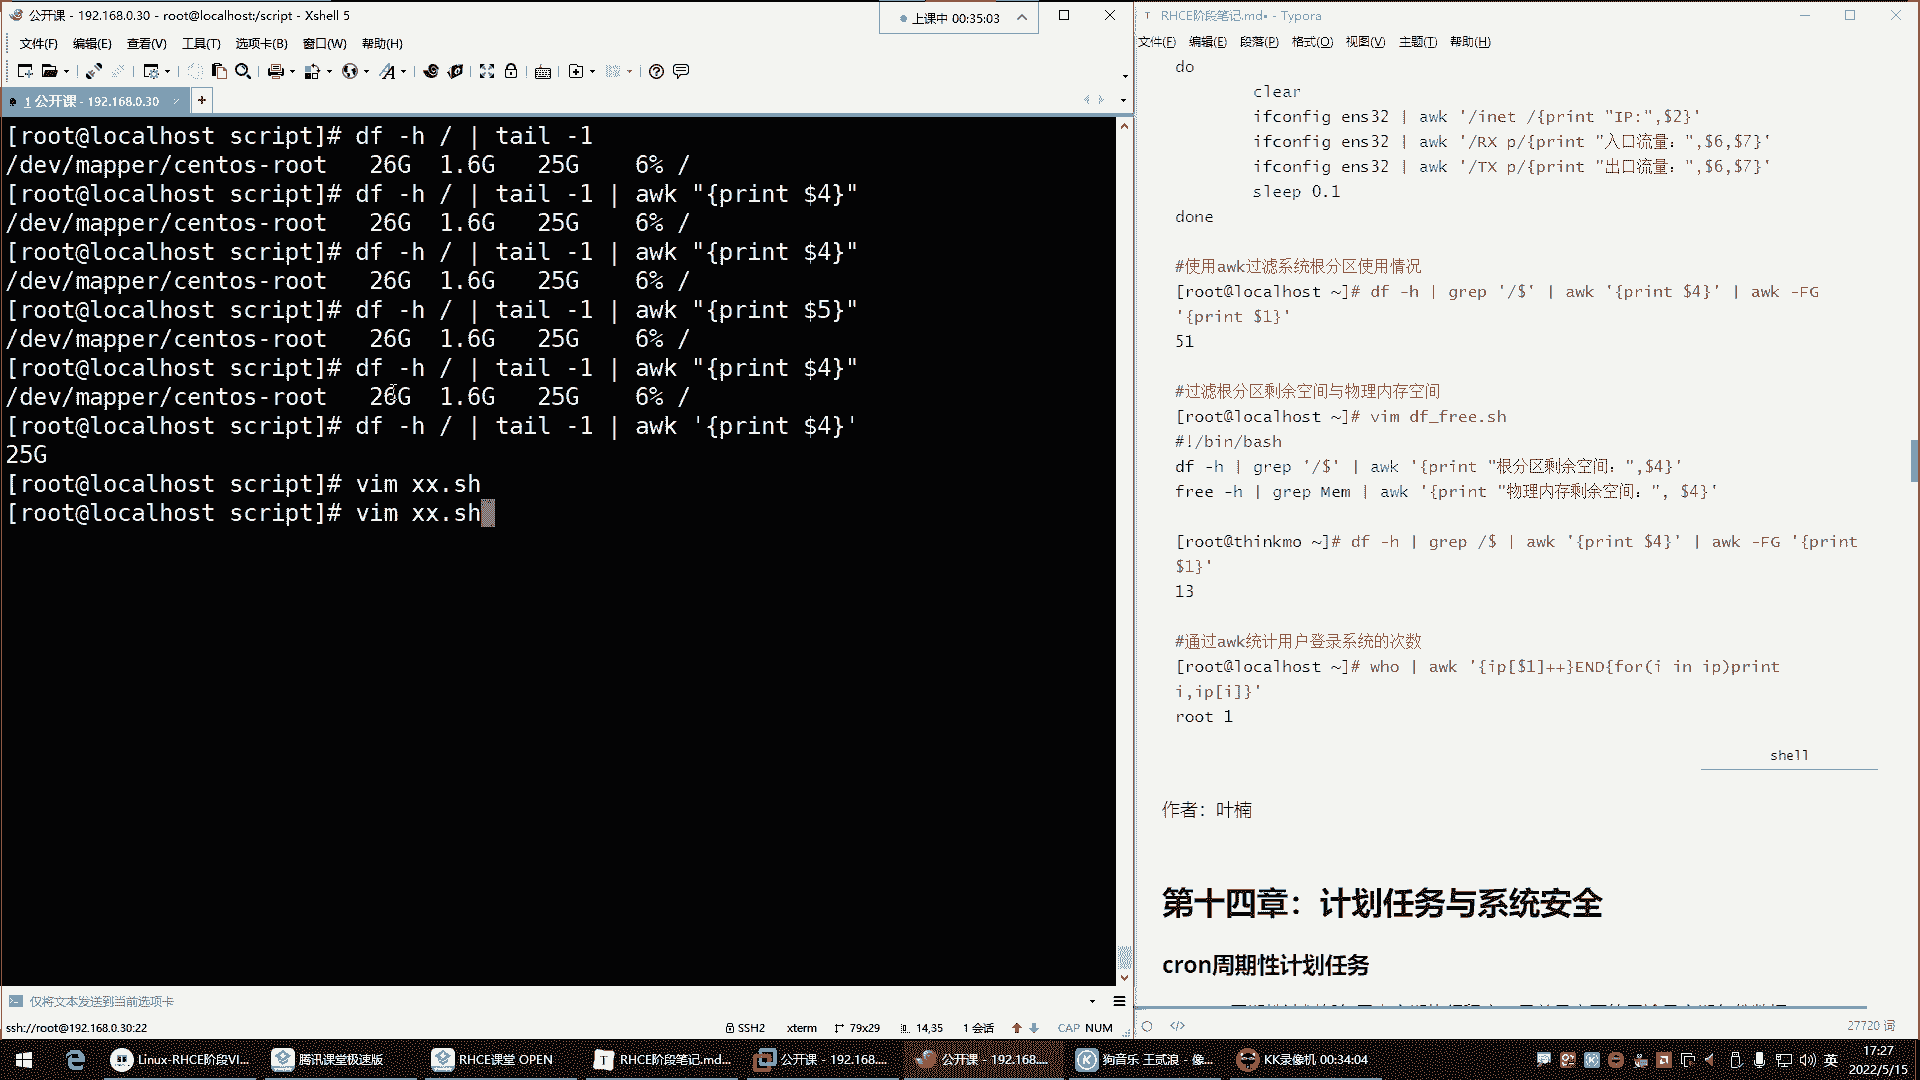 公开课 - 192.168.0.30 - root@localhost:/script - Xshell 5
上课中 00:35:03
文件(F) 编辑(E) 查看(V) 工具(T) 选项卡(B) 窗口(W) 帮助(H)
1 公开课 - 192.168.0.30
[root@localhost script]# df -h / | tail -1
/dev/mapper/centos-root   26G  1.6G   25G    6% /
[root@localhost script]# df -h / | tail -1 | awk "{print $4}"
/dev/mapper/centos-root   26G  1.6G   25G    6% /
[root@localhost script]# df -h / | tail -1 | awk "{print $4}"
/dev/mapper/centos-root   26G  1.6G   25G    6% /
[root@localhost script]# df -h / | tail -1 | awk "{print $5}"
/dev/mapper/centos-root   26G  1.6G   25G    6% /
[root@localhost script]# df -h / | tail -1 | awk "{print $4}"
/dev/mapper/centos-root   26G  1.6G   25G    6% /
[root@localhost script]# df -h / | tail -1 | awk '{print $4}'
25G
[root@localhost script]# vim xx.sh
[root@localhost script]# vim xx.sh
仅将文本发送到当前选项卡
ssh://root@192.168.0.30:22
SSH2 xterm 79x29 14,35 1 会话 CAP NUM
RHCE阶段笔记.md• - Typora
文件(F) 编辑(E) 段落(P) 格式(O) 视图(V) 主题(T) 帮助(H)
do
clear
ifconfig ens32 | awk '/inet /{print "IP:",$2}'
ifconfig ens32 | awk '/RX p/{print "入口流量：",$6,$7}'
ifconfig ens32 | awk '/TX p/{print "出口流量：",$6,$7}'
sleep 0.1
done
#使用awk过滤系统根分区使用情况
[root@localhost ~]# df -h | grep '/$' | awk '{print $4}' | awk -FG
'{print $1}'
51
#过滤根分区剩余空间与物理内存空间
[root@localhost ~]# vim df_free.sh
#!/bin/bash
df -h | grep '/$' | awk '{print "根分区剩余空间：",$4}'
free -h | grep Mem | awk '{print "物理内存剩余空间：", $4}'
[root@thinkmo ~]# df -h | grep /$ | awk '{print $4}' | awk -FG '{print
$1}'
13
#通过awk统计用户登录系统的次数
[root@localhost ~]# who | awk '{ip[$1]++}END{for(i in ip)print
i,ip[i]}'
root 1
shell
作者：叶楠
第十四章：计划任务与系统安全
cron周期性计划任务
27720 词
Linux-RHCE阶段VI...
腾讯课堂极速版
RHCE课堂 OPEN
RHCE阶段笔记.md...
公开课 - 192.168....
公开课 - 192.168....
狗音乐 王贰浪 - 像...
KK录像机 00:34:04
英
17:27
2022/5/15